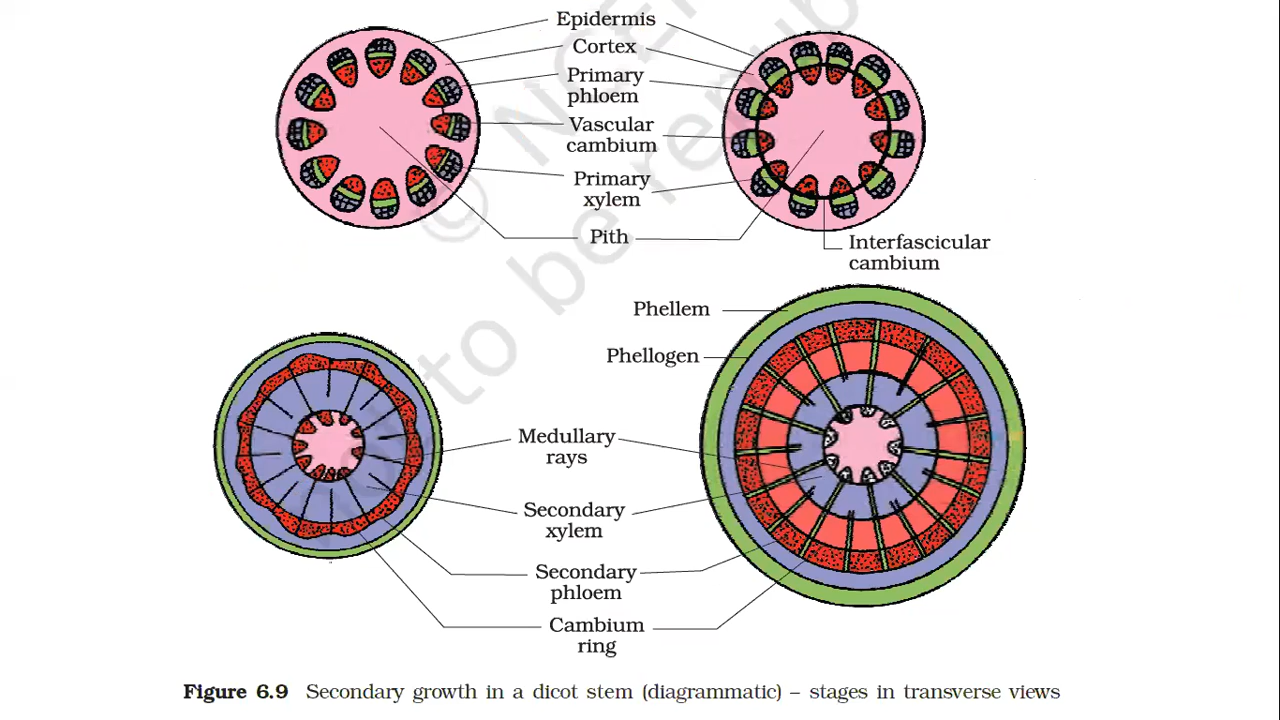 Epidermis
Cortex
Primary
phloem
Vascular
cambium
Primary
xylem
Pith
Interfascicular
cambium
Phellem
Phellogen
Medullary
rays
Secondary
xylem
Secondary
phloem
Cambium
ring
Figure 6.9 Secondary growth in a dicot stem (diagrammatic) – stages in transverse views